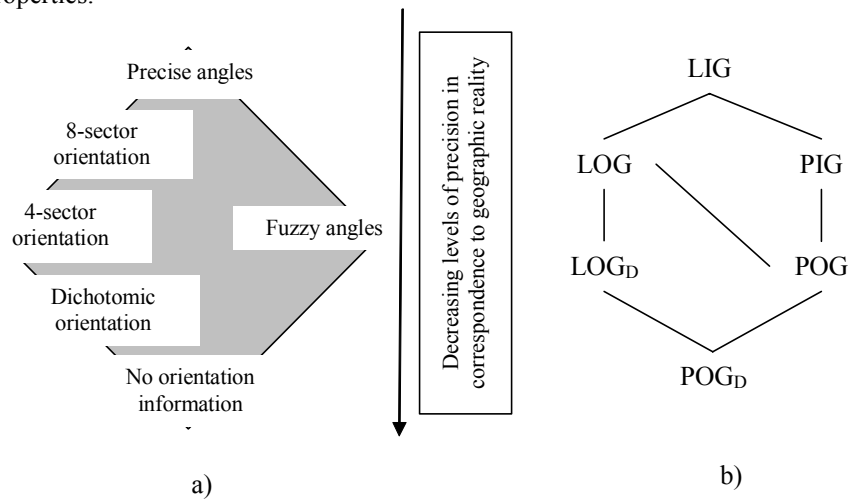 Precise angles
8-sector
orientation
4-sector
orientation
Fuzzy angles
Dichotomic
orientation
No orientation
information
a)
Decreasing levels of precision in
correspondence to geographic reality
LIG
LOG
PIG
LOG_D
POG
POG_D
b)